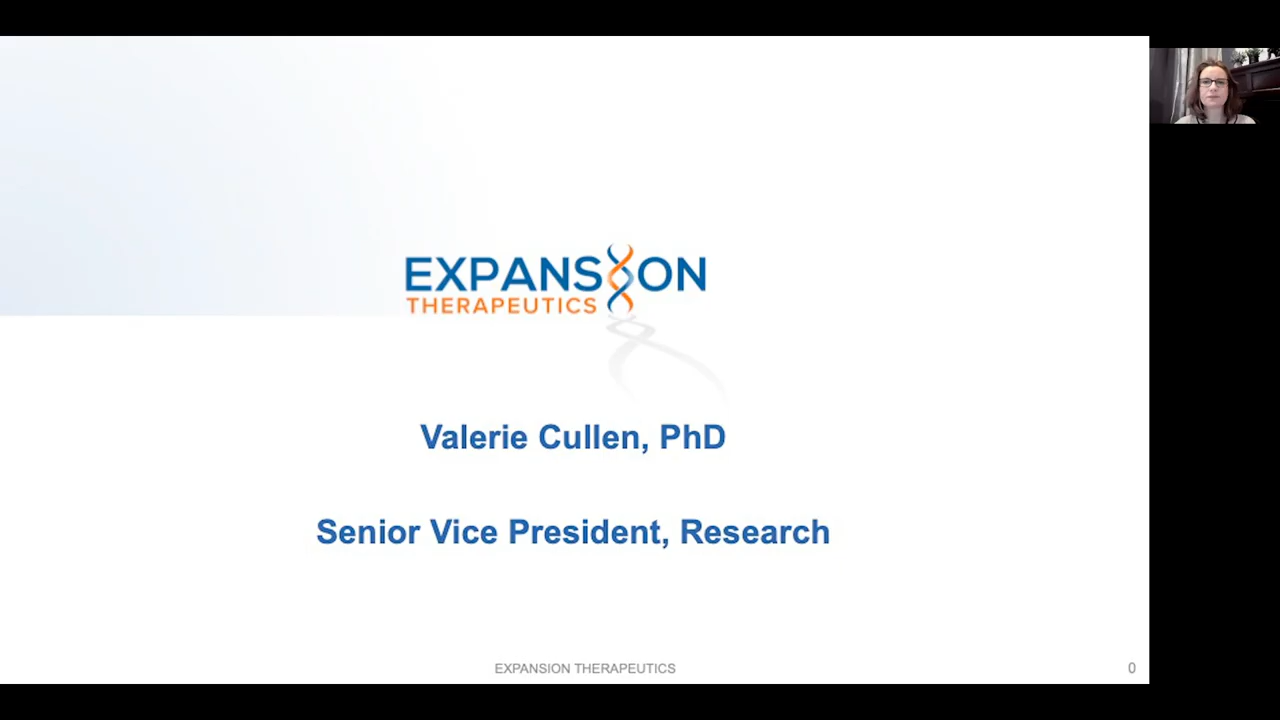 EXPANSION
THERAPEUTICS
Valerie Cullen, PhD
Senior Vice President, Research
EXPANSION THERAPEUTICS
0